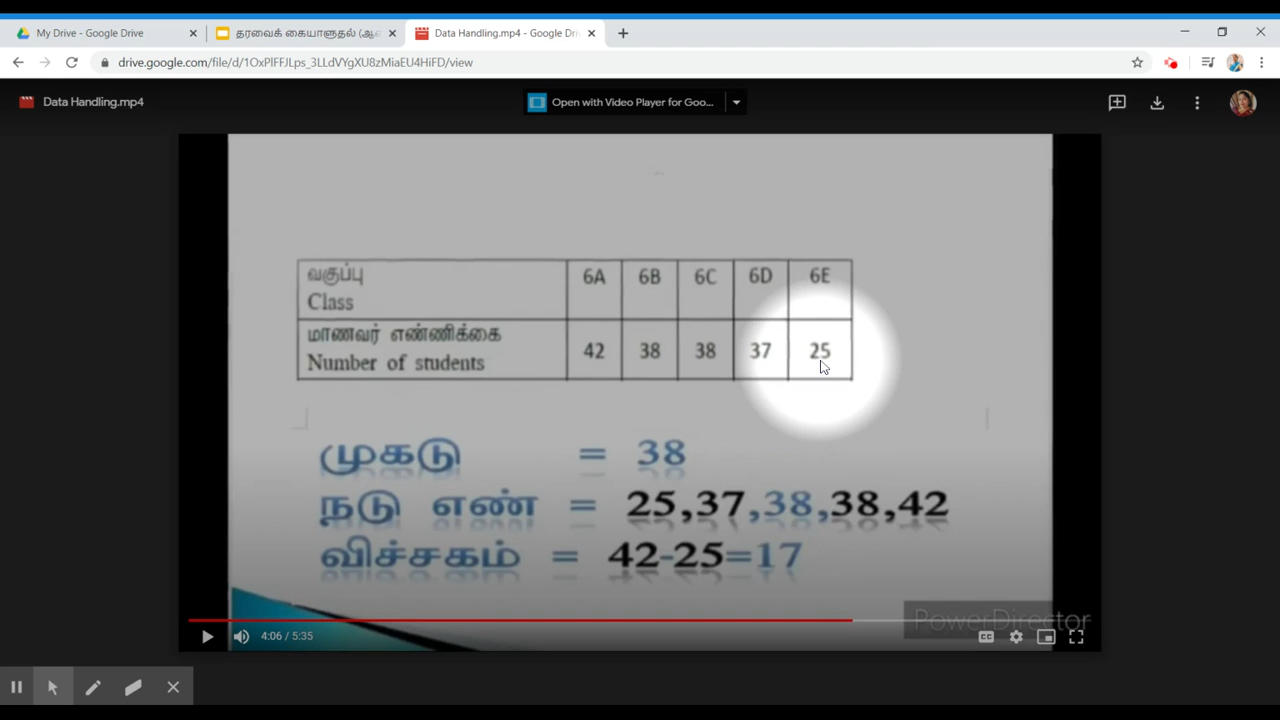 My Drive - Google Drive
தரவைக் கையாளுதல் (ஆ
Data Handling.mp4 - Google Dri
drive.google.com/file/d/1OxPlFFJLps_3LLdVYgXU8zMiaEU4HiFD/view
Data Handling.mp4
Open with Video Player for Goo...
வகுப்பு 6A 6B 6C 6D 6E
Class
மாணவர் எண்ணிக்கை
Number of students 42 38 38 37 25
முகடு = 38
நடு எண் = 25,37,38,38,42
விச்சகம் = 42-25=17
PowerDirector
4:06 / 5:35